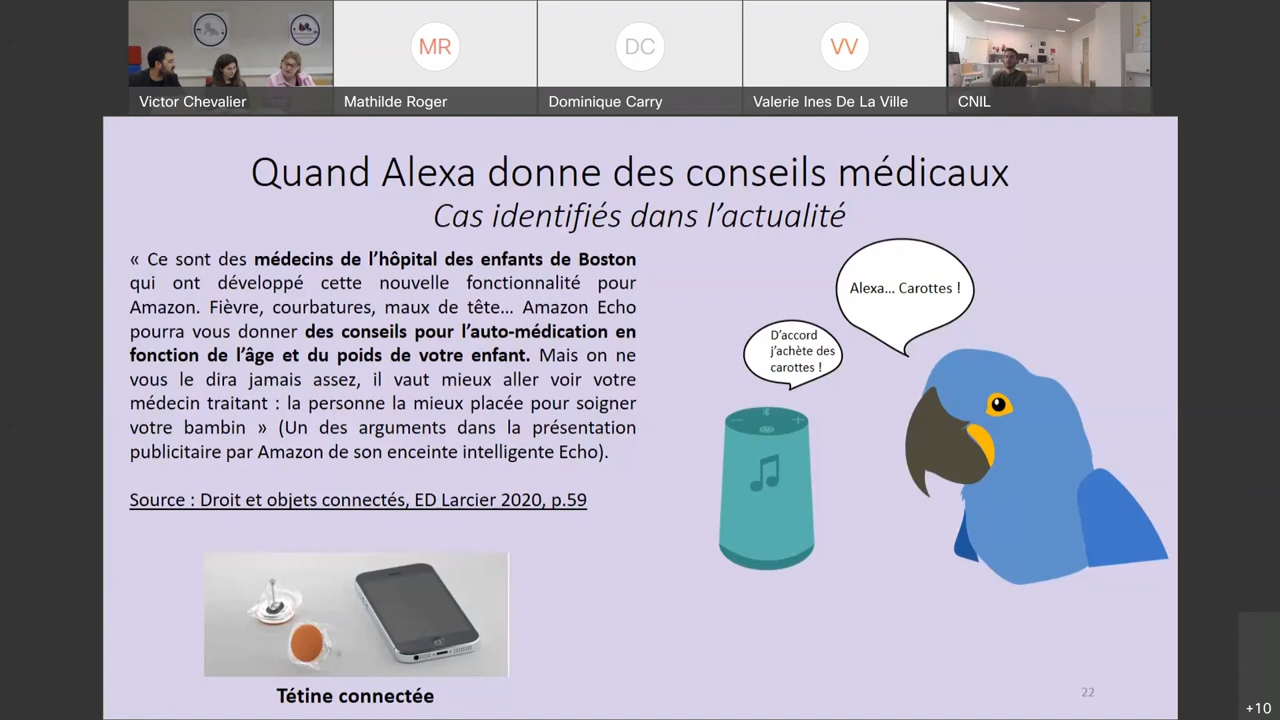 MR
DC
VV
Victor Chevalier
Mathilde Roger
Dominique Carry
Valerie Ines De La Ville
CNIL
Quand Alexa donne des conseils médicaux
Cas identifiés dans l’actualité
« Ce sont des médecins de l’hôpital des enfants de Boston
qui ont développé cette nouvelle fonctionnalité pour
Amazon. Fièvre, courbatures, maux de tête... Amazon Echo
pourra vous donner des conseils pour l’auto-médication en
fonction de l’âge et du poids de votre enfant. Mais on ne
vous le dira jamais assez, il vaut mieux aller voir votre
médecin traitant : la personne la mieux placée pour soigner
votre bambin » (Un des arguments dans la présentation
publicitaire par Amazon de son enceinte intelligente Echo).
Source : Droit et objets connectés, ED Larcier 2020, p.59
Alexa... Carottes !
D’accord
j’achète des
carottes !
Tétine connectée
22
+10